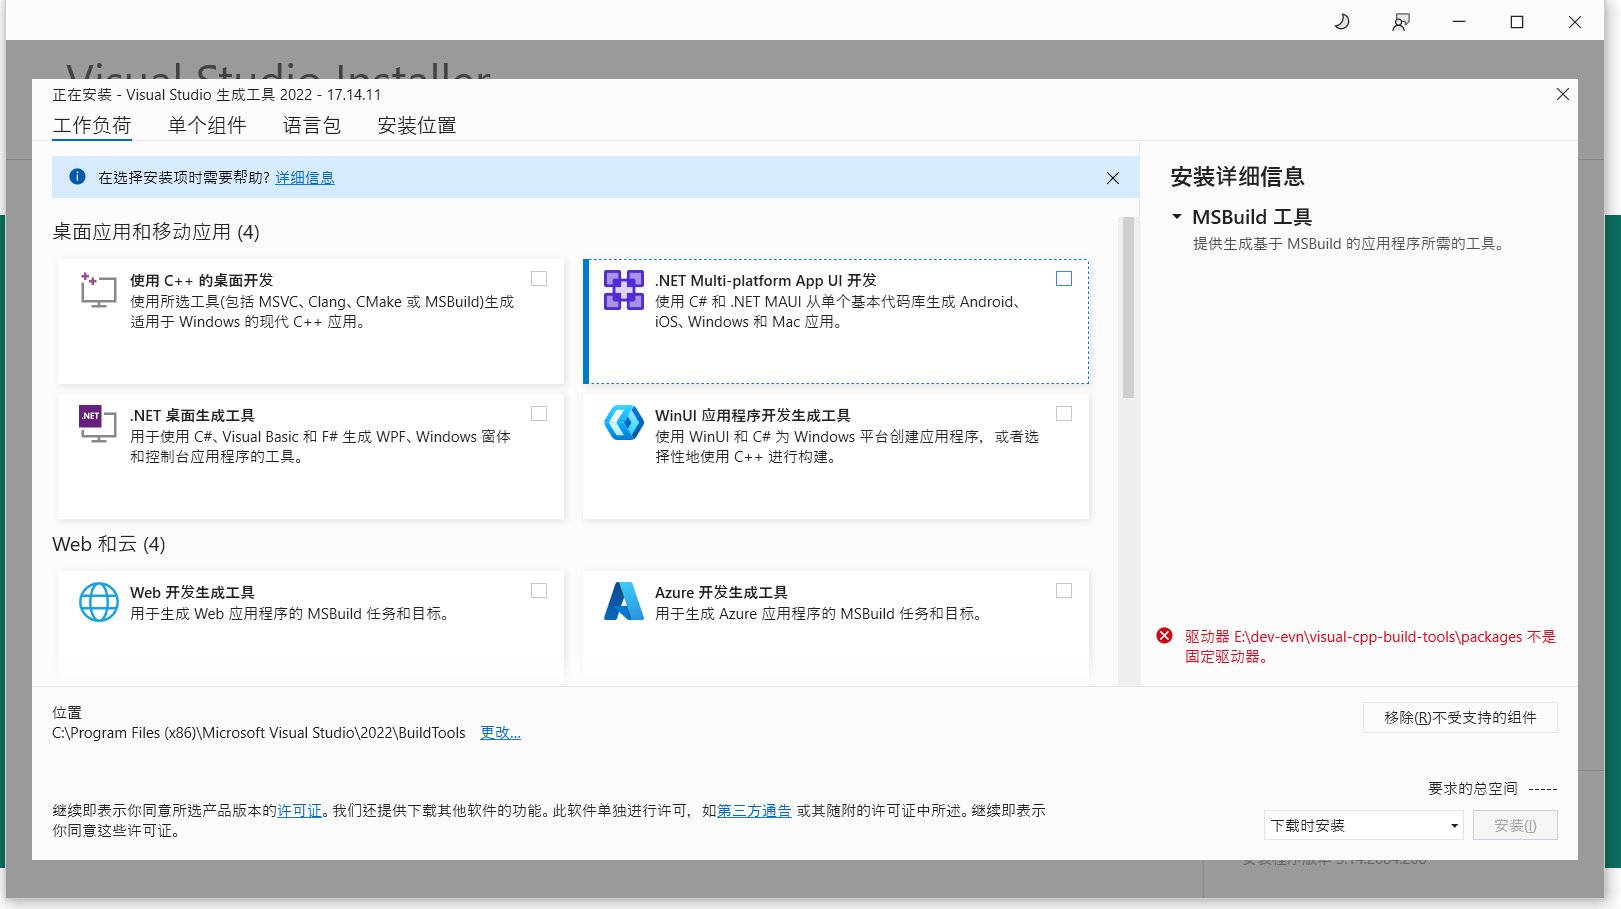 Visual Studio Installer
正在安装 - Visual Studio 生成工具 2022 - 17.14.11
工作负荷 单个组件 语言包 安装位置
在选择安装项时需要帮助? 详细信息
桌面应用和移动应用 (4)
使用 C++ 的桌面开发
使用所选工具(包括 MSVC、Clang、CMake 或 MSBuild)生成
适用于 Windows 的现代 C++ 应用。
.NET Multi-platform App UI 开发
使用 C# 和 .NET MAUI 从单个基本代码库生成 Android、
iOS、Windows 和 Mac 应用。
.NET
.NET 桌面生成工具
用于使用 C#、Visual Basic 和 F# 生成 WPF、Windows 窗体
和控制台应用程序的工具。
WinUI 应用程序开发生成工具
使用 WinUI 和 C# 为 Windows 平台创建应用程序，或者选
择性地使用 C++ 进行构建。
Web 和云 (4)
Web 开发生成工具
用于生成 Web 应用程序的 MSBuild 任务和目标。
Azure 开发生成工具
用于生成 Azure 应用程序的 MSBuild 任务和目标。
安装详细信息
MSBuild 工具
提供生成基于 MSBuild 的应用程序所需的工具。
驱动器 E:\dev-evn\visual-cpp-build-tools\packages 不是
固定驱动器。
位置
C:\Program Files (x86)\Microsoft Visual Studio\2022\BuildTools 更改...
移除(R)不受支持的组件
要求的总空间 -----
继续即表示你同意所选产品版本的许可证。我们还提供下载其他软件的功能。此软件单独进行许可，如第三方通告 或其随附的许可证中所述。继续即表示
你同意这些许可证。
下载时安装
安装(I)